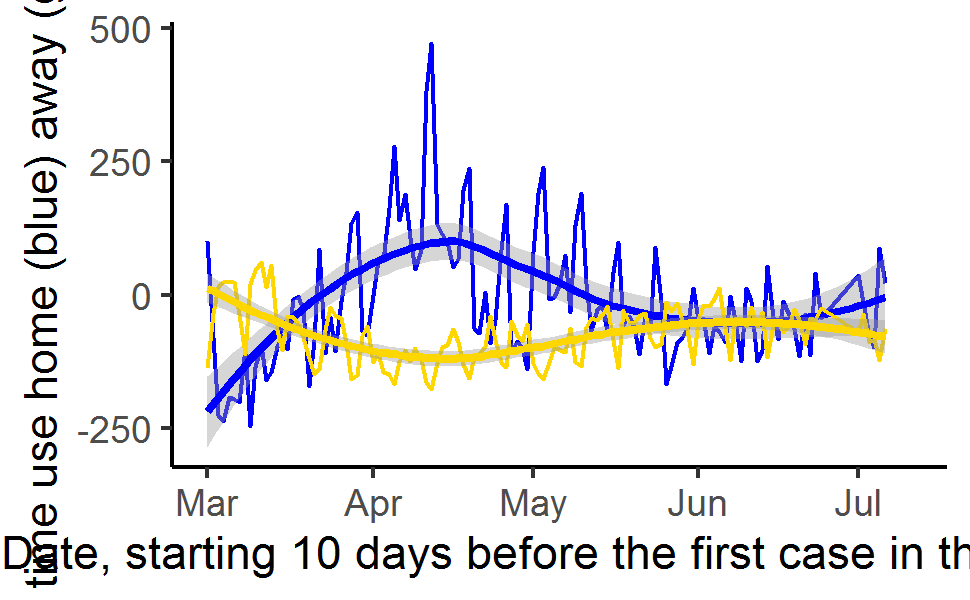 time use home (blue) away (
500
250
0
-250
Mar Apr May Jun Jul
Date, starting 10 days before the first case in th